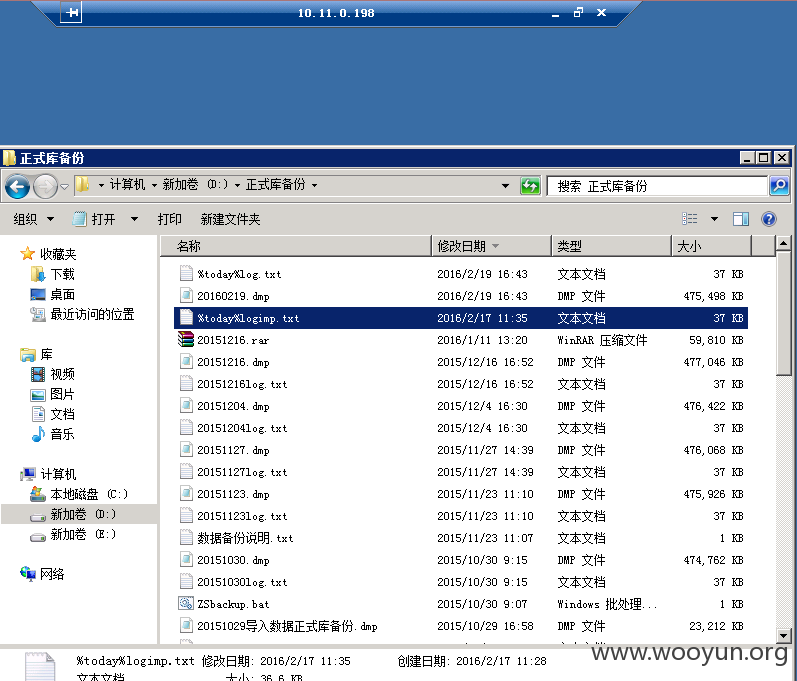 10.11.0.198
正式库备份
计算机 新加卷 (D:) 正式库备份 搜索 正式库备份
组织 打开 打印 新建文件夹
名称 修改日期 类型 大小
收藏夹
下载
桌面
最近访问的位置
库
视频
图片
文档
音乐
计算机
本地磁盘 (C:)
新加卷 (D:)
新加卷 (E:)
网络
%today%log.txt 2016/2/19 16:43 文本文档 37 KB
20160219.dmp 2016/2/19 16:43 DMP 文件 475,498 KB
%today%logimp.txt 2016/2/17 11:35 文本文档 37 KB
20151216.rar 2016/1/11 13:20 WinRAR 压缩文件 59,810 KB
20151216.dmp 2015/12/16 16:52 DMP 文件 477,046 KB
20151216log.txt 2015/12/16 16:52 文本文档 37 KB
20151204.dmp 2015/12/4 16:30 DMP 文件 476,422 KB
20151204log.txt 2015/12/4 16:30 文本文档 37 KB
20151127.dmp 2015/11/27 14:39 DMP 文件 476,068 KB
20151127log.txt 2015/11/27 14:39 文本文档 37 KB
20151123.dmp 2015/11/23 11:10 DMP 文件 475,926 KB
20151123log.txt 2015/11/23 11:10 文本文档 37 KB
数据备份说明.txt 2015/11/23 11:07 文本文档 1 KB
20151030.dmp 2015/10/30 9:15 DMP 文件 474,762 KB
20151030log.txt 2015/10/30 9:15 文本文档 37 KB
ZSbackup.bat 2015/10/30 9:07 Windows 批处理... 1 KB
20151029导入数据正式库备份.dmp 2015/10/29 16:58 DMP 文件 23,212 KB
www.wooyun.org
%today%logimp.txt 修改日期: 2016/2/17 11:35 创建日期: 2016/2/17 11:28
文本文档 大小: 36.6 KB